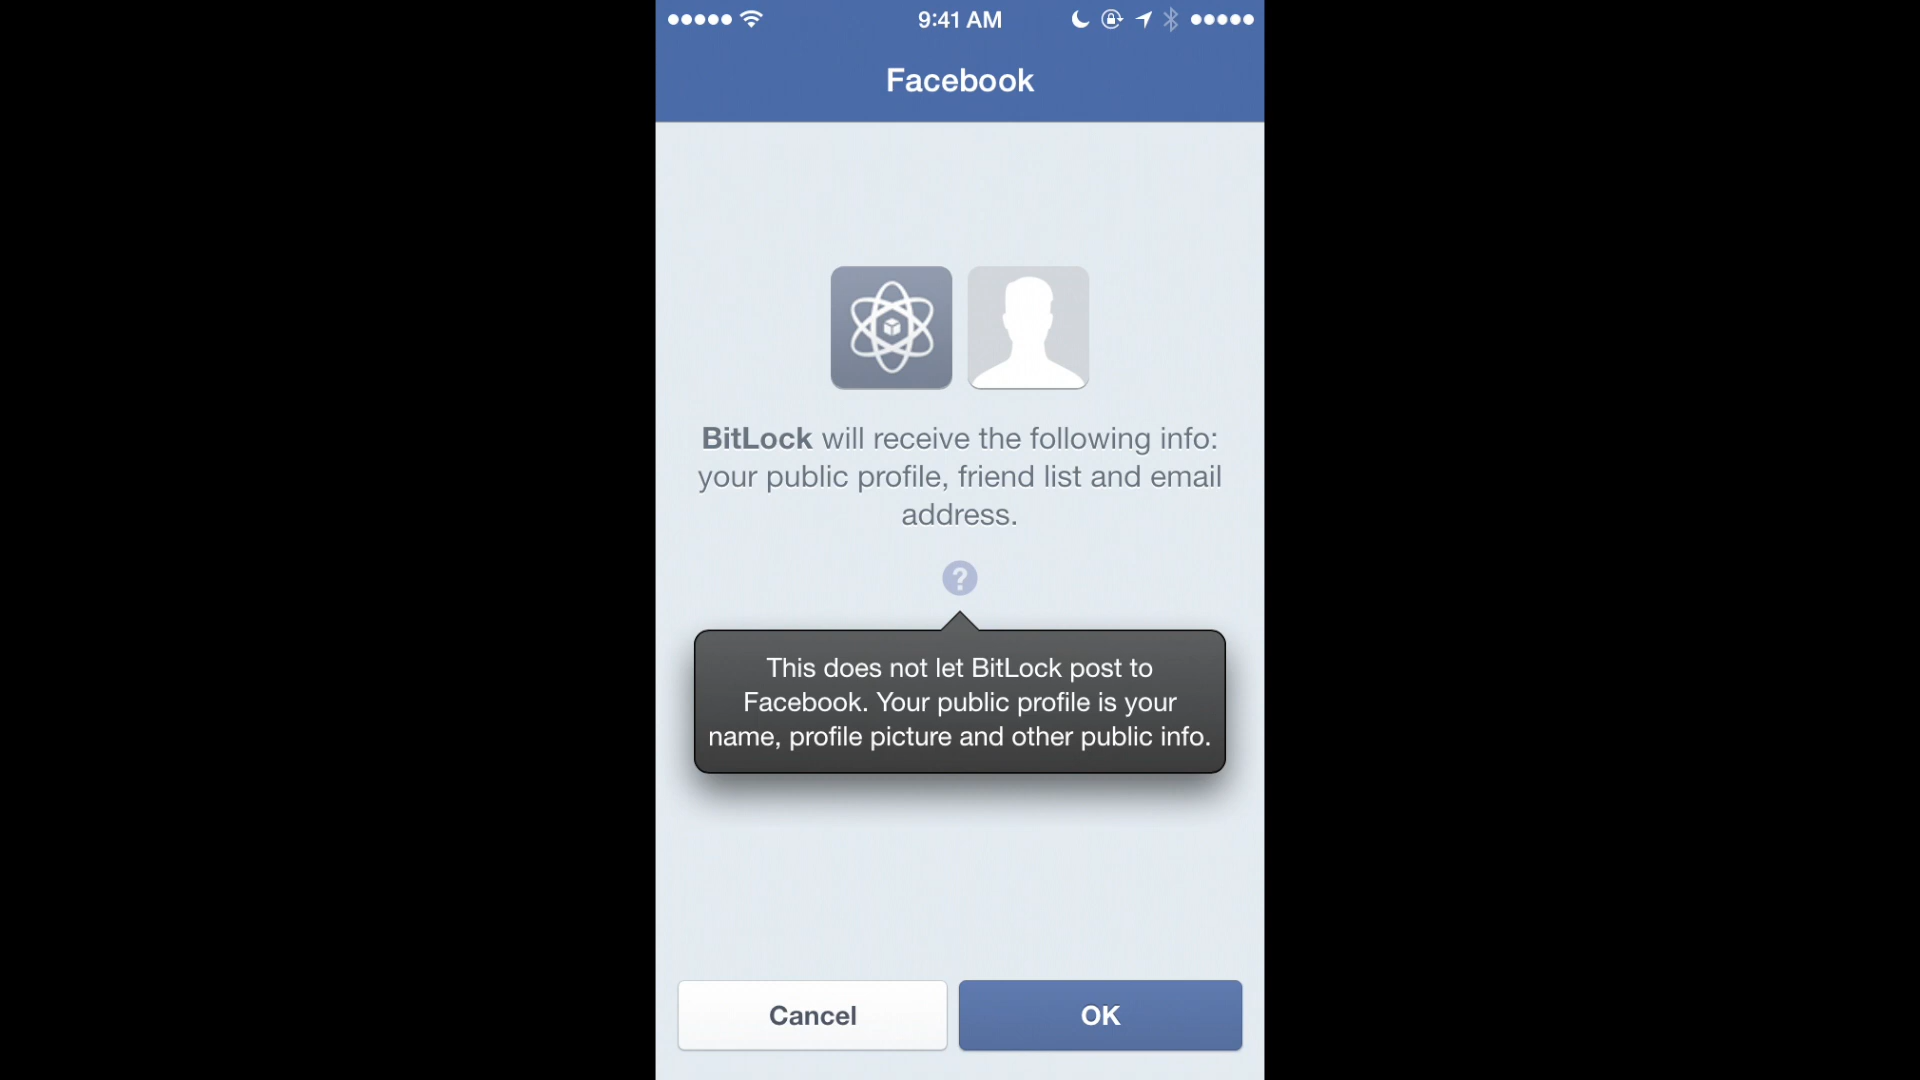 9:41 AM
Facebook
BitLock will receive the following info:
your public profile, friend list and email
address.
?
This does not let BitLock post to
Facebook. Your public profile is your
name, profile picture and other public info.
Cancel
OK